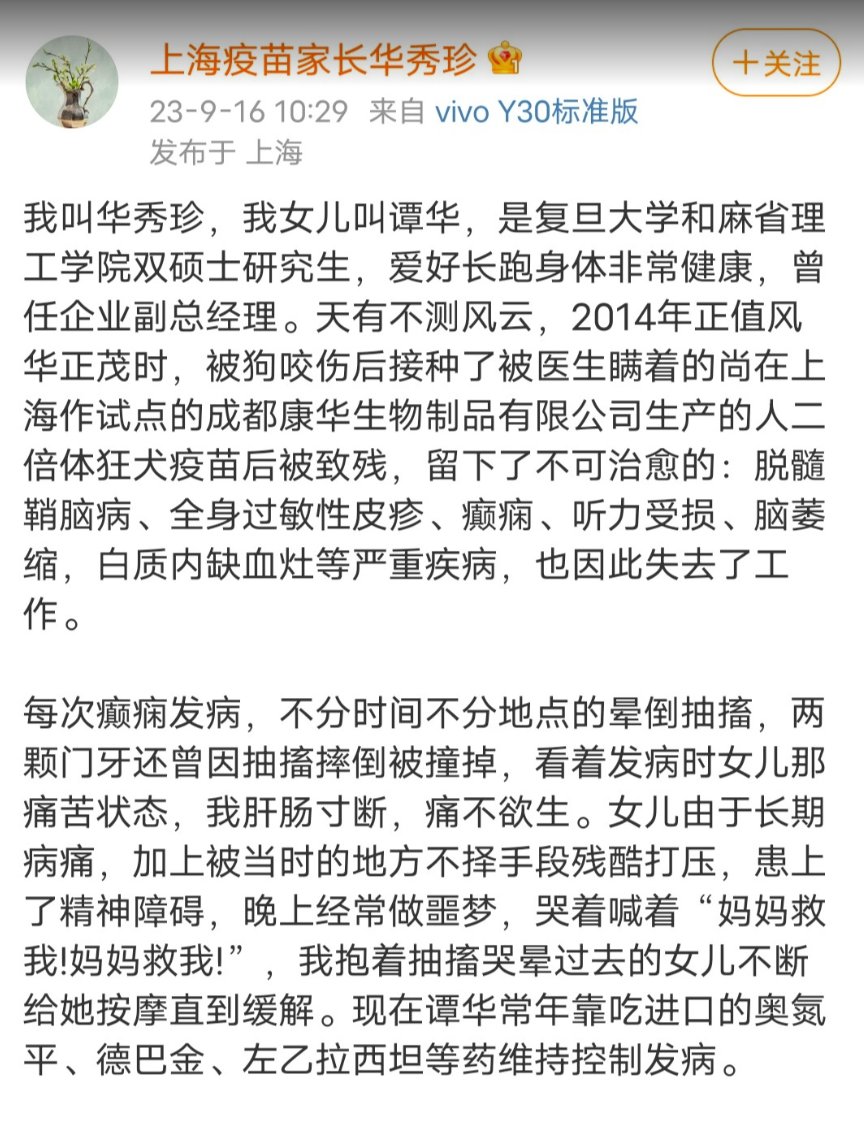 上海疫苗家长华秀珍
+关注
23-9-16 10:29 来自 vivo Y30标准版
发布于 上海
我叫华秀珍，我女儿叫谭华，是复旦大学和麻省理
工学院双硕士研究生，爱好长跑身体非常健康，曾
任企业副总经理。天有不测风云，2014年正值风
华正茂时，被狗咬伤后接种了被医生瞒着的尚在上
海作试点的成都康华生物制品有限公司生产的人二
倍体狂犬疫苗后被致残，留下了不可治愈的：脱髓
鞘脑病、全身过敏性皮疹、癫痫、听力受损、脑萎
缩，白质内缺血灶等严重疾病，也因此失去了工
作。
每次癫痫发病，不分时间不分地点的晕倒抽搐，两
颗门牙还曾因抽搐摔倒被撞掉，看着发病时女儿那
痛苦状态，我肝肠寸断，痛不欲生。女儿由于长期
病痛，加上被当时的地方不择手段残酷打压，患上
了精神障碍，晚上经常做噩梦，哭着喊着“妈妈救
我!妈妈救我!”，我抱着抽搐哭晕过去的女儿不断
给她按摩直到缓解。现在谭华常年靠吃进口的奥氮
平、德巴金、左乙拉西坦等药维持控制发病。